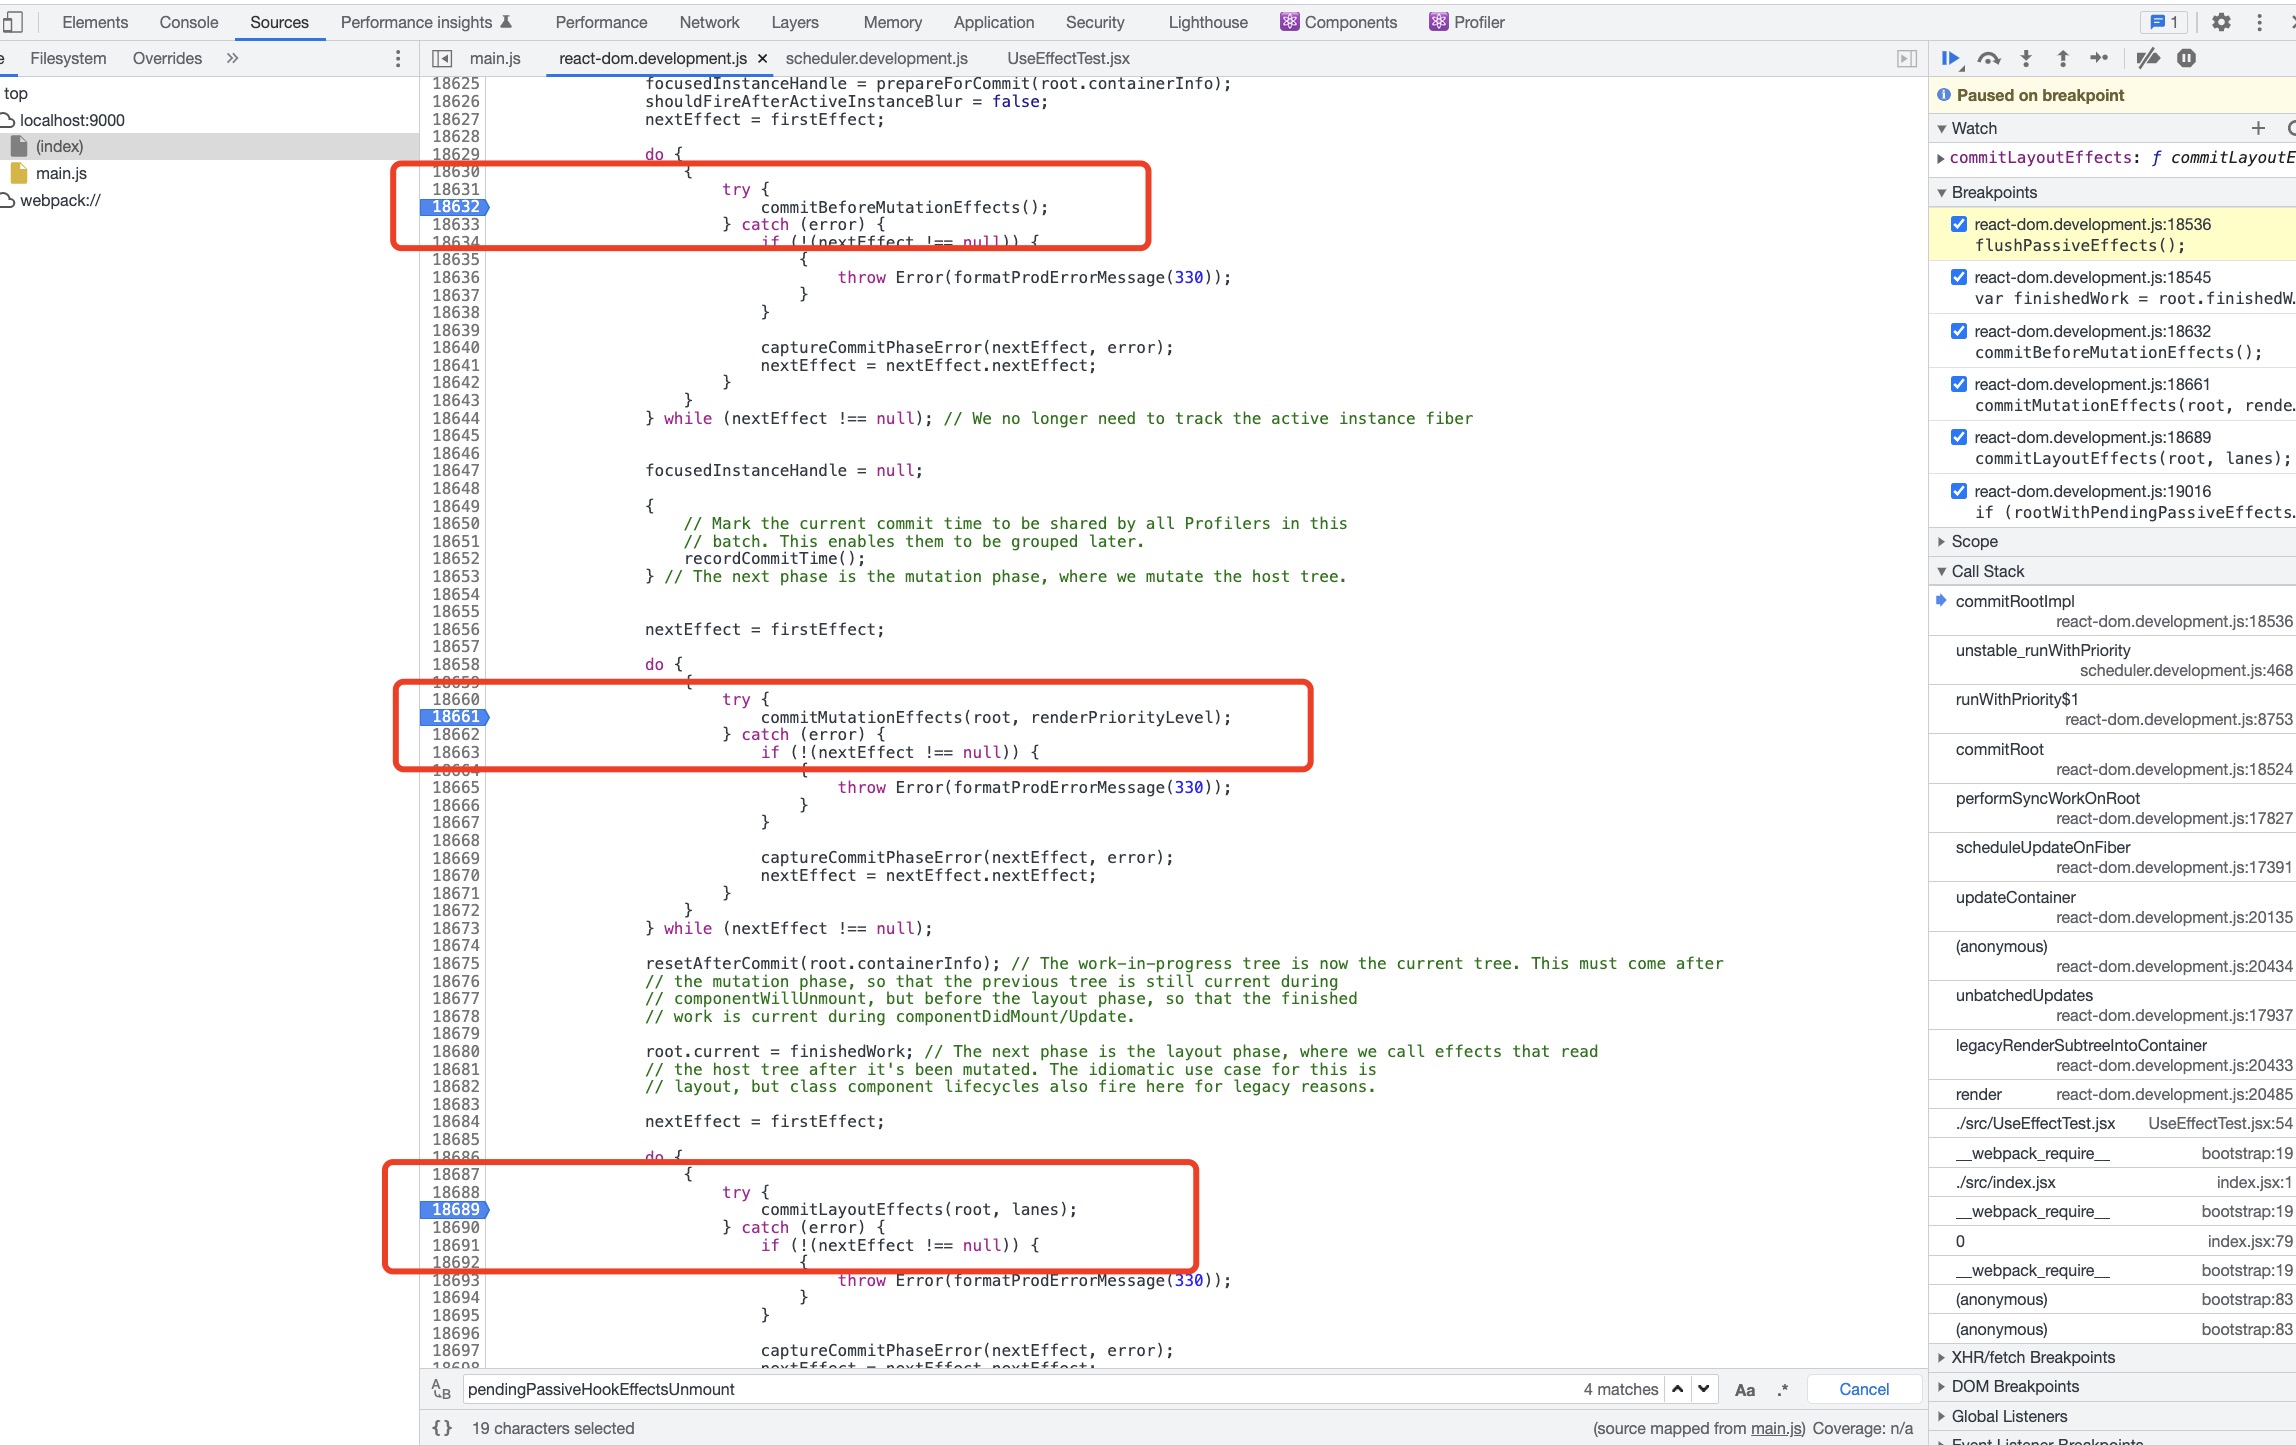 Elements Console Sources Performance insights Performance Network Layers Memory Application Security Lighthouse Components Profiler 1
Filesystem Overrides » main.js react-dom.development.js × scheduler.development.js UseEffectTest.jsx
top
localhost:9000
(index)
main.js
webpack://
18625 focusedInstanceHandle = prepareForCommit(root.containerInfo);
18626 shouldFireAfterActiveInstanceBlur = false;
18627 nextEffect = firstEffect;
18628
18629 do {
18630 {
18631 try {
18632 commitBeforeMutationEffects();
18633 } catch (error) {
18634 if (!(nextEffect !== null)) {
18635 {
18636 throw Error(formatProdErrorMessage(330));
18637 }
18638 }
18639
18640 captureCommitPhaseError(nextEffect, error);
18641 nextEffect = nextEffect.nextEffect;
18642 }
18643 }
18644 } while (nextEffect !== null); // We no longer need to track the active instance fiber
18645
18646
18647 focusedInstanceHandle = null;
18648
18649 {
18650 // Mark the current commit time to be shared by all Profilers in this
18651 // batch. This enables them to be grouped later.
18652 recordCommitTime();
18653 } // The next phase is the mutation phase, where we mutate the host tree.
18654
18655
18656 nextEffect = firstEffect;
18657
18658 do {
18659 {
18660 try {
18661 commitMutationEffects(root, renderPriorityLevel);
18662 } catch (error) {
18663 if (!(nextEffect !== null)) {
18664 {
18665 throw Error(formatProdErrorMessage(330));
18666 }
18667 }
18668
18669 captureCommitPhaseError(nextEffect, error);
18670 nextEffect = nextEffect.nextEffect;
18671 }
18672 }
18673 } while (nextEffect !== null);
18674
18675 resetAfterCommit(root.containerInfo); // The work-in-progress tree is now the current tree. This must come after
18676 // the mutation phase, so that the previous tree is still current during
18677 // componentWillUnmount, but before the layout phase, so that the finished
18678 // work is current during componentDidMount/Update.
18679
18680 root.current = finishedWork; // The next phase is the layout phase, where we call effects that read
18681 // the host tree after it's been mutated. The idiomatic use case for this is
18682 // layout, but class component lifecycles also fire here for legacy reasons.
18683
18684 nextEffect = firstEffect;
18685
18686 do {
18687 {
18688 try {
18689 commitLayoutEffects(root, lanes);
18690 } catch (error) {
18691 if (!(nextEffect !== null)) {
18692 {
18693 throw Error(formatProdErrorMessage(330));
18694 }
18695 }
18696
18697 captureCommitPhaseError(nextEffect, error);
18698 nextEffect = nextEffect.nextEffect;
pendingPassiveHookEffectsUnmount 4 matches Aa .* Cancel
{} 19 characters selected (source mapped from main.js) Coverage: n/a
Paused on breakpoint
Watch
commitLayoutEffects: ƒ commitLayoutE
Breakpoints
react-dom.development.js:18536
flushPassiveEffects();
react-dom.development.js:18545
var finishedWork = root.finishedW…
react-dom.development.js:18632
commitBeforeMutationEffects();
react-dom.development.js:18661
commitMutationEffects(root, rende…
react-dom.development.js:18689
commitLayoutEffects(root, lanes);
react-dom.development.js:19016
if (rootWithPendingPassiveEffects…
Scope
Call Stack
commitRootImpl
react-dom.development.js:18536
unstable_runWithPriority
scheduler.development.js:468
runWithPriority$1
react-dom.development.js:8753
commitRoot
react-dom.development.js:18524
performSyncWorkOnRoot
react-dom.development.js:17827
scheduleUpdateOnFiber
react-dom.development.js:17391
updateContainer
react-dom.development.js:20135
(anonymous)
react-dom.development.js:20434
unbatchedUpdates
react-dom.development.js:17937
legacyRenderSubtreeIntoContainer
react-dom.development.js:20433
render react-dom.development.js:20485
./src/UseEffectTest.jsx UseEffectTest.jsx:54
__webpack_require__ bootstrap:19
./src/index.jsx index.jsx:1
__webpack_require__ bootstrap:19
0 index.jsx:79
__webpack_require__ bootstrap:19
(anonymous) bootstrap:83
(anonymous) bootstrap:83
XHR/fetch Breakpoints
DOM Breakpoints
Global Listeners
Event Listener Breakpoints